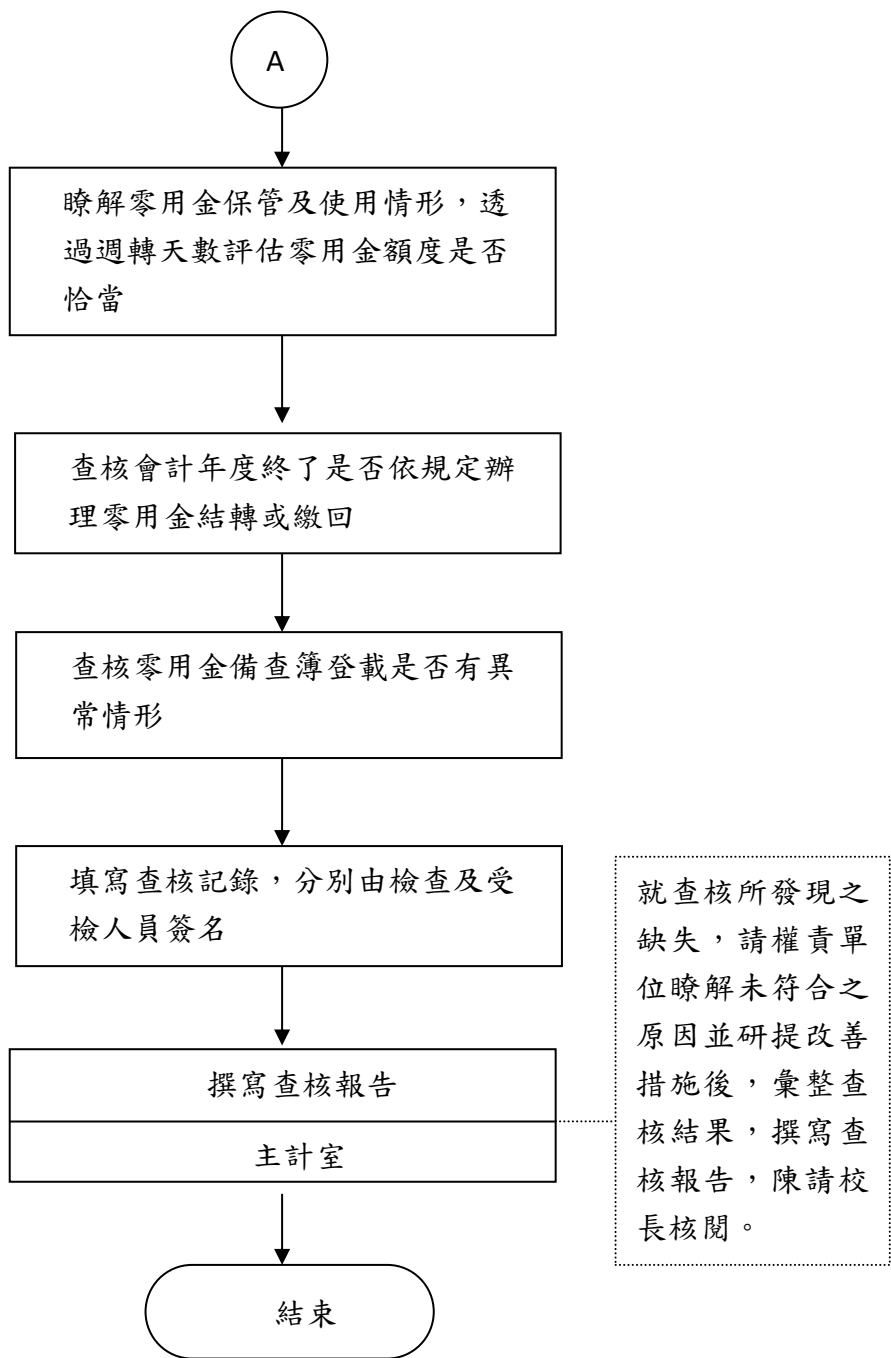 A
瞭解零用金保管及使用情形，透
過週轉天數評估零用金額度是否
恰當
查核會計年度終了是否依規定辦
理零用金結轉或繳回
查核零用金備查簿登載是否有異
常情形
填寫查核記錄，分別由檢查及受
檢人員簽名
撰寫查核報告
主計室
就查核所發現之
缺失，請權責單
位瞭解未符合之
原因並研提改善
措施後，彙整查
核結果，撰寫查
核報告，陳請校
長核閱。
結束